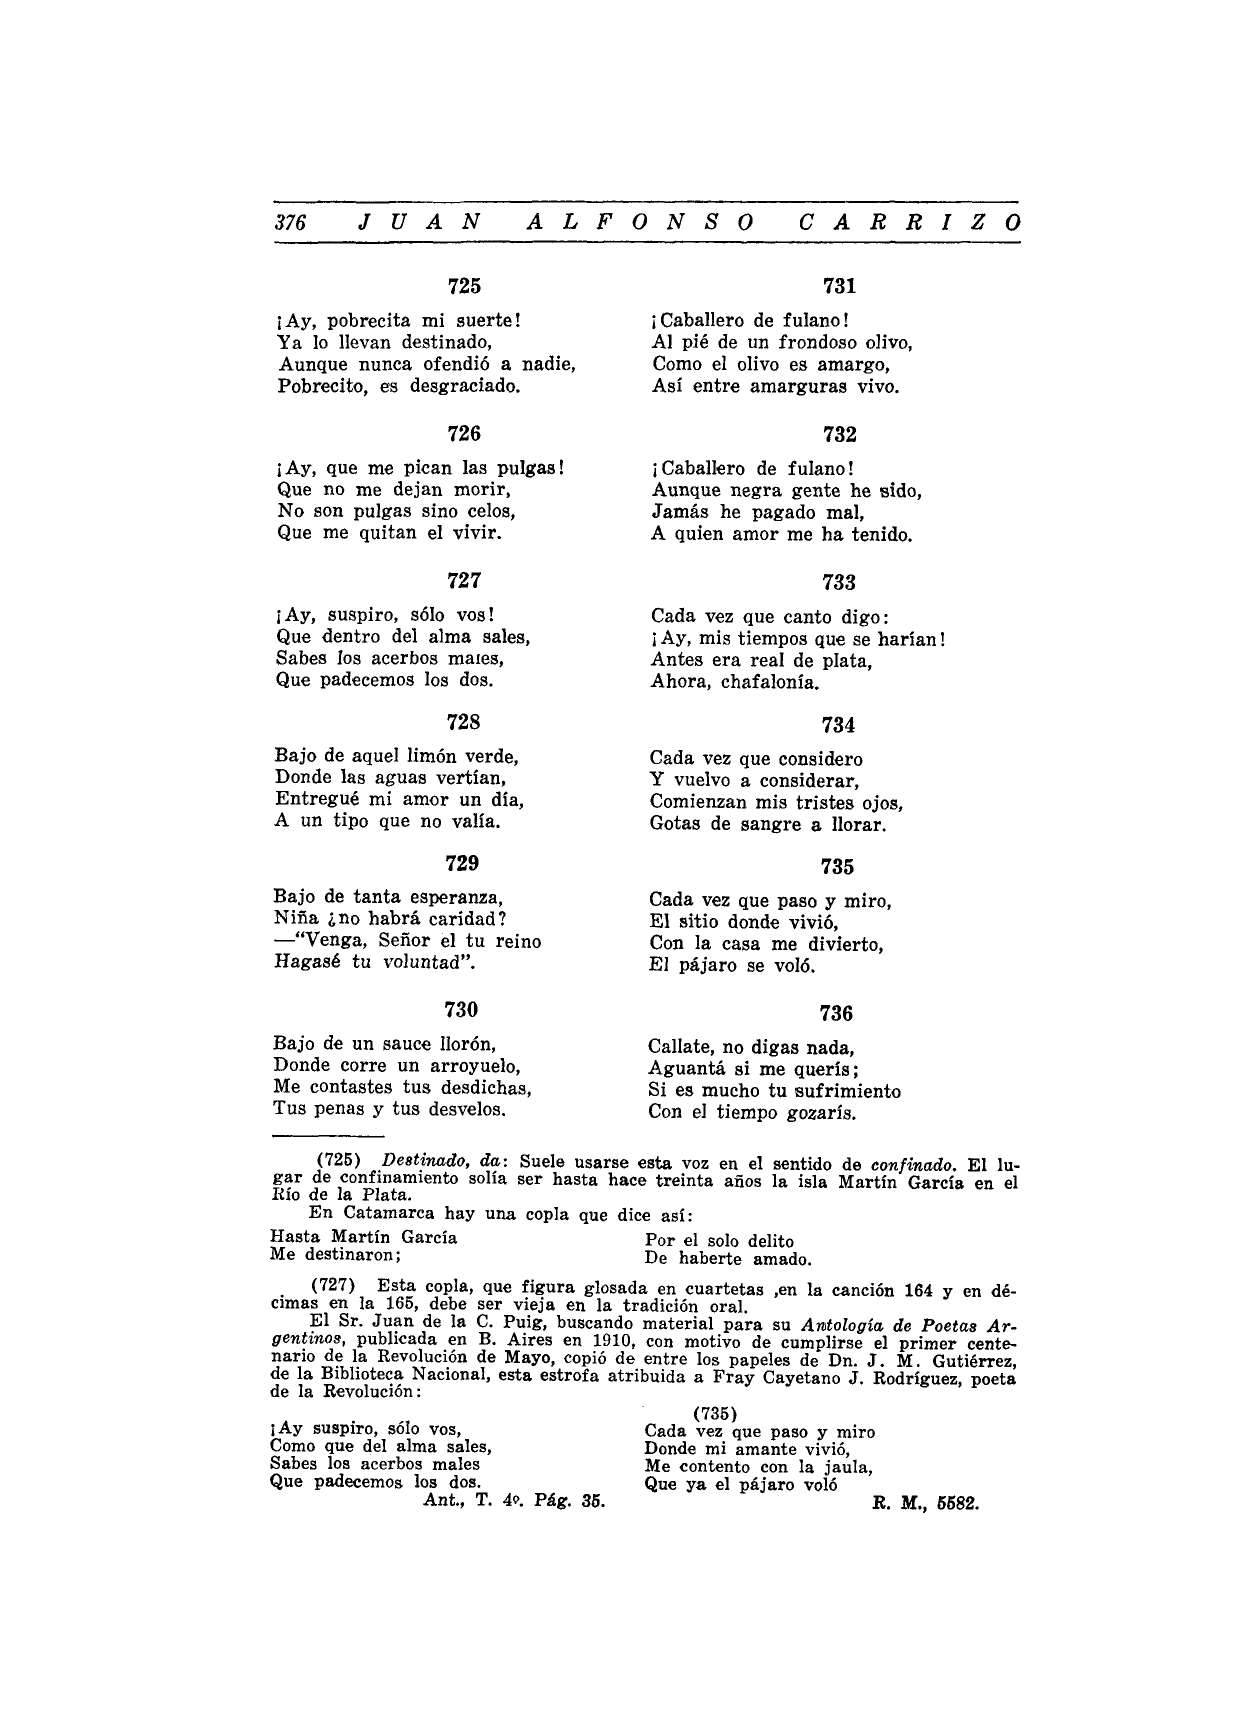 376 JUAN ALFONSO CARRIZO
725
¡Ay, pobrecita mi suerte!
Ya lo llevan destinado,
Aunque nunca ofendió a nadie,
Pobrecito, es desgraciado.
726
¡Ay, que me pican las pulgas!
Que no me dejan morir,
No son pulgas sino celos,
Que me quitan el vivir.
727
¡Ay, suspiro, sólo vos!
Que dentro del alma sales,
Sabes los acerbos males,
Que padecemos los dos.
728
Bajo de aquel limón verde,
Donde las aguas vertían,
Entregué mi amor un día,
A un tipo que no valía.
729
Bajo de tanta esperanza,
Niña ¿no habrá caridad?
—“Venga, Señor el tu reino
Hagasé tu voluntad”.
730
Bajo de un sauce llorón,
Donde corre un arroyuelo,
Me contastes tus desdichas,
Tus penas y tus desvelos.
731
¡Caballero de fulano!
Al pié de un frondoso olivo,
Como el olivo es amargo,
Así entre amarguras vivo.
732
¡Caballero de fulano!
Aunque negra gente he sido,
Jamás he pagado mal,
A quien amor me ha tenido.
733
Cada vez que canto digo:
¡Ay, mis tiempos que se harían!
Antes era real de plata,
Ahora, chafalonía.
734
Cada vez que considero
Y vuelvo a considerar,
Comienzan mis tristes ojos,
Gotas de sangre a llorar.
735
Cada vez que paso y miro,
El sitio donde vivió,
Con la casa me divierto,
El pájaro se voló.
736
Callate, no digas nada,
Aguantá si me querís;
Si es mucho tu sufrimiento
Con el tiempo gozarís.
(725) Destinado, da: Suele usarse esta voz en el sentido de confinado. El lu-
gar de confinamiento solía ser hasta hace treinta años la isla Martín García en el
Río de la Plata.
En Catamarca hay una copla que dice así:
Hasta Martín García
Me destinaron;
Por el solo delito
De haberte amado.
(727) Esta copla, que figura glosada en cuartetas ,en la canción 164 y en dé-
cimas en la 165, debe ser vieja en la tradición oral.
El Sr. Juan de la C. Puig, buscando material para su Antología de Poetas Ar-
gentinos, publicada en B. Aires en 1910, con motivo de cumplirse el primer cente-
nario de la Revolución de Mayo, copió de entre los papeles de Dn. J. M. Gutiérrez,
de la Biblioteca Nacional, esta estrofa atribuida a Fray Cayetano J. Rodríguez, poeta
de la Revolución:
¡Ay suspiro, sólo vos,
Como que del alma sales,
Sabes los acerbos males
Que padecemos los dos.
Ant., T. 4º. Pág. 35.
(735)
Cada vez que paso y miro
Donde mi amante vivió,
Me contento con la jaula,
Que ya el pájaro voló
R. M., 5582.